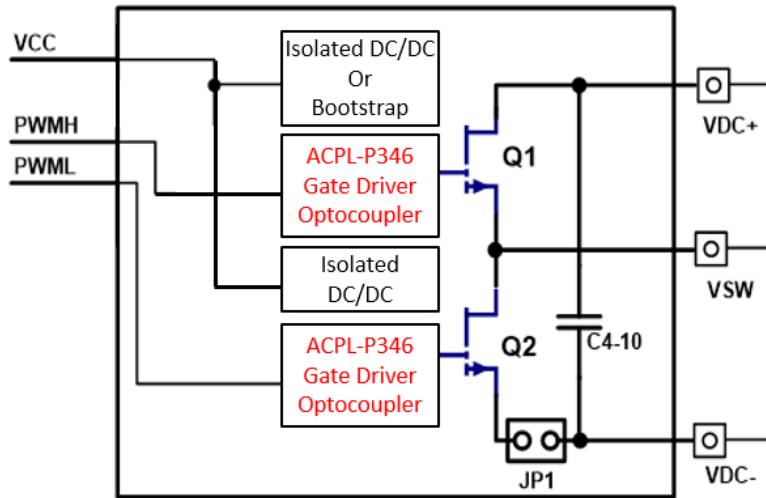 VCC
PWMH
PWML
Isolated DC/DC
Or
Bootstrap
ACPL-P346
Gate Driver
Optocoupler
Isolated
DC/DC
ACPL-P346
Gate Driver
Optocoupler
Q1
Q2
C4-10
JP1
VDC+
VSW
VDC-